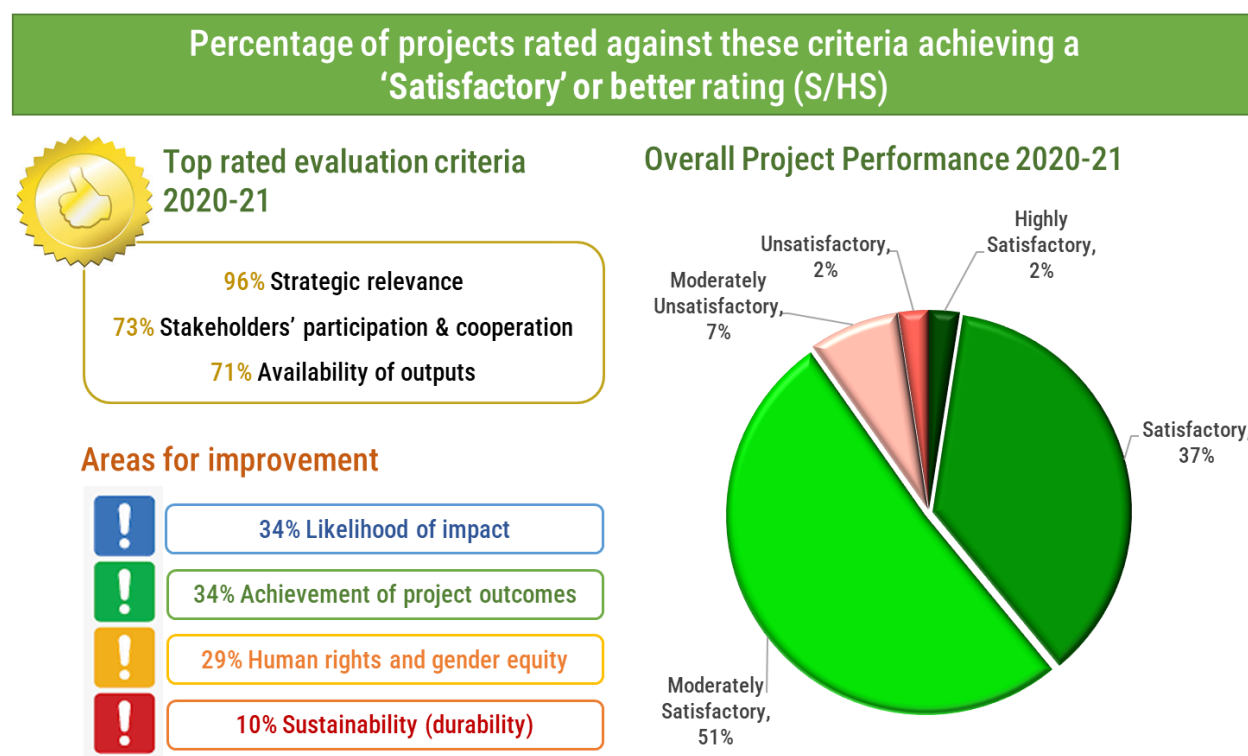 Percentage of projects rated against these criteria achieving a
‘Satisfactory’ or better rating (S/HS)
Top rated evaluation criteria
2020-21
96% Strategic relevance
73% Stakeholders’ participation & cooperation
71% Availability of outputs
Areas for improvement
34% Likelihood of impact
34% Achievement of project outcomes
29% Human rights and gender equity
10% Sustainability (durability)
Overall Project Performance 2020-21
Highly
Satisfactory,
2%
Unsatisfactory,
2%
Moderately
Unsatisfactory,
7%
Satisfactory,
37%
Moderately
Satisfactory,
51%